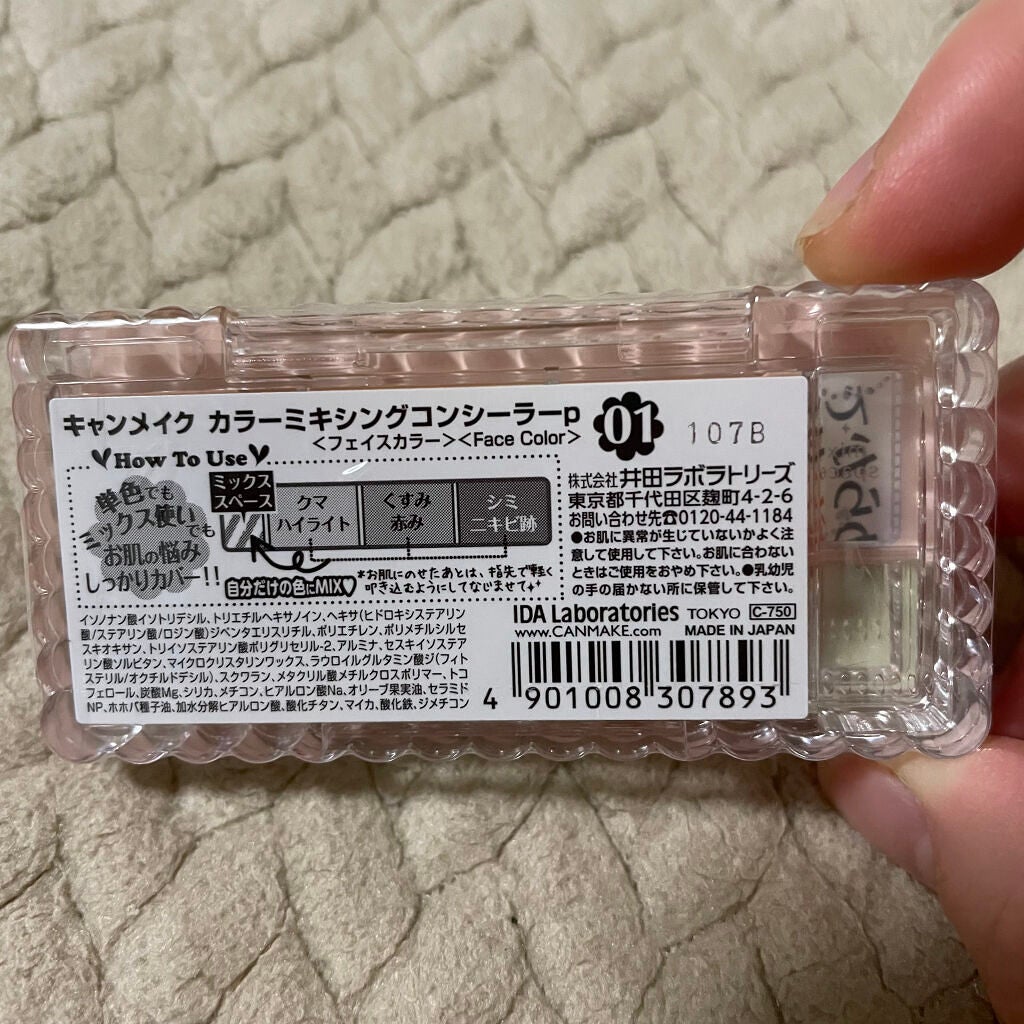 キャンメイク カラーミキシングコンシーラーp
<フェイスカラー><Face Color>
01
107B
How To Use
単色でも
ミックス使い
でも
お肌の悩み
しっかりカバー!!
ミックス
スペース
クマ
ハイライト
くすみ
赤み
シミ
ニキビ跡
自分だけの色にMIX♥
*お肌にのせたあとは、指先で軽く
叩き込むようにしてなじませて
株式会社 井田ラボラトリーズ
東京都千代田区麹町4-2-6
お問い合わせ先☎0120-44-1184
●お肌に異常が生じていないかよく注
意して使用して下さい。お肌に合わない
ときはご使用をおやめ下さい。●乳幼児
の手の届かない所に保管して下さい。
IDA Laboratories TOKYO C-750
www.CANMAKE.com MADE IN JAPAN
イソノナン酸イソトリデシル、トリエチルヘキサノイン、ヘキサ(ヒドロキシステアリン
酸/ステアリン酸/ロジン酸)ジペンタエリスリチル、ポリエチレン、ポリメチルシルセ
スキオキサン、トリイソステアリン酸ポリグリセリル-2、アルミナ、セスキイソステア
リン酸ソルビタン、マイクロクリスタリンワックス、ラウロイルグルタミン酸ジ(フィト
ステリル/オクチルドデシル)、スクワラン、メタクリル酸メチルクロスポリマー、トコ
フェロール、炭酸Mg、シリカ、メチコン、ヒアルロン酸Na、オリーブ果実油、セラミド
NP、ホホバ種子油、加水分解ヒアルロン酸、酸化チタン、マイカ、酸化鉄、ジメチコン
4 901008 307893